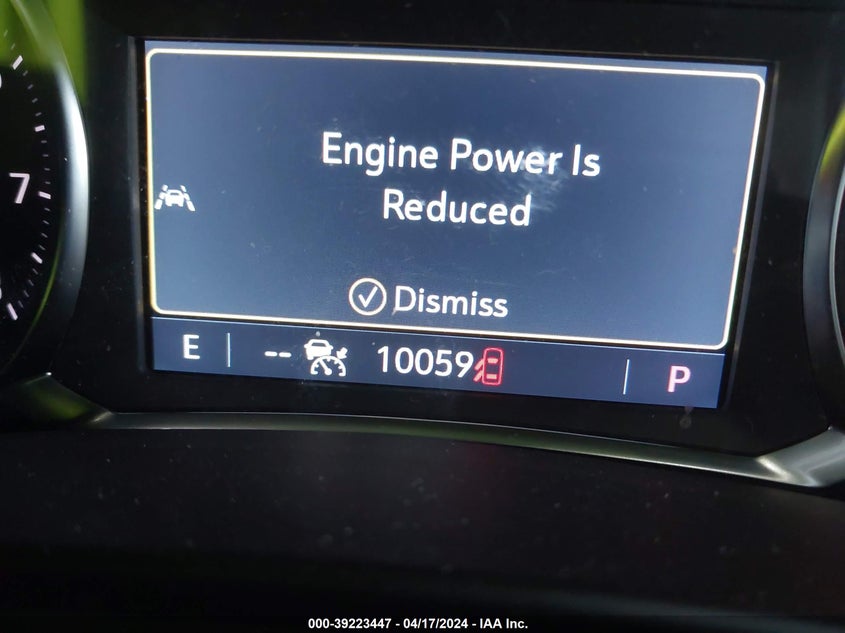 7
Engine Power Is
Reduced
Dismiss
E -- 10059 P
000-39223447 - 04/17/2024 - IAA Inc.